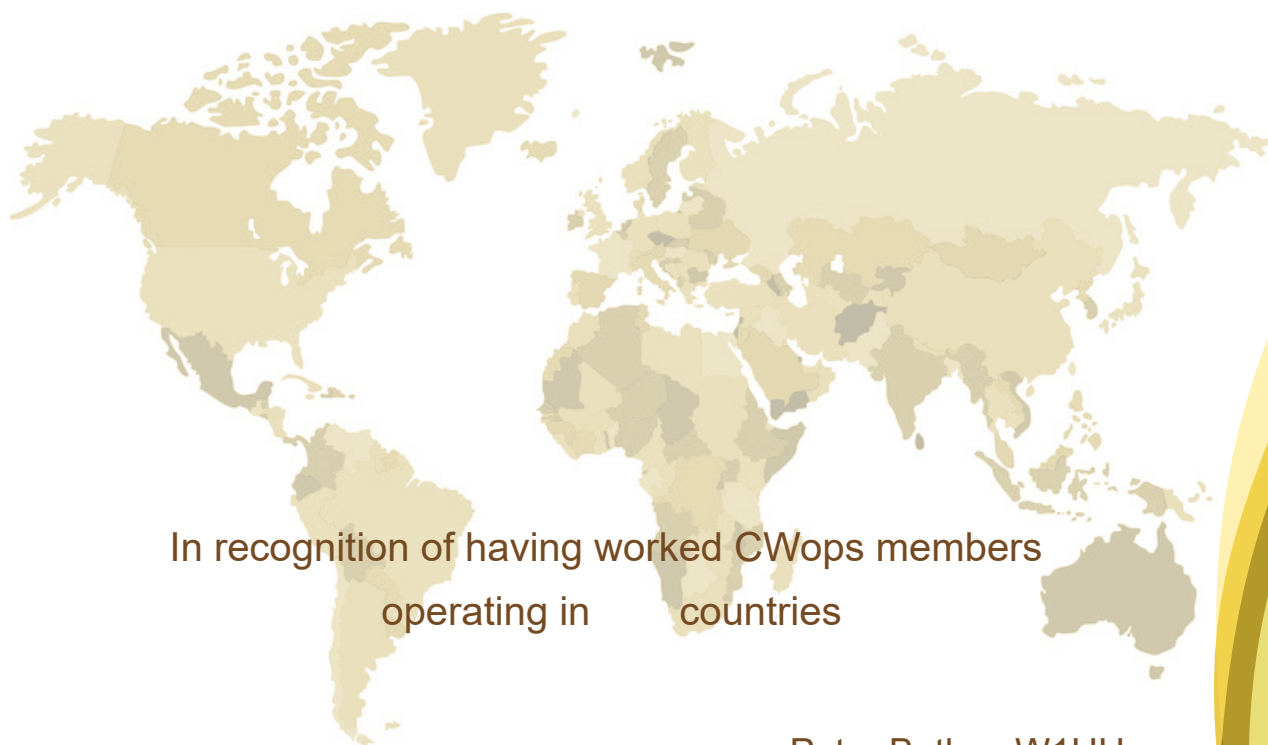 In recognition of having worked CWops members
operating in countries